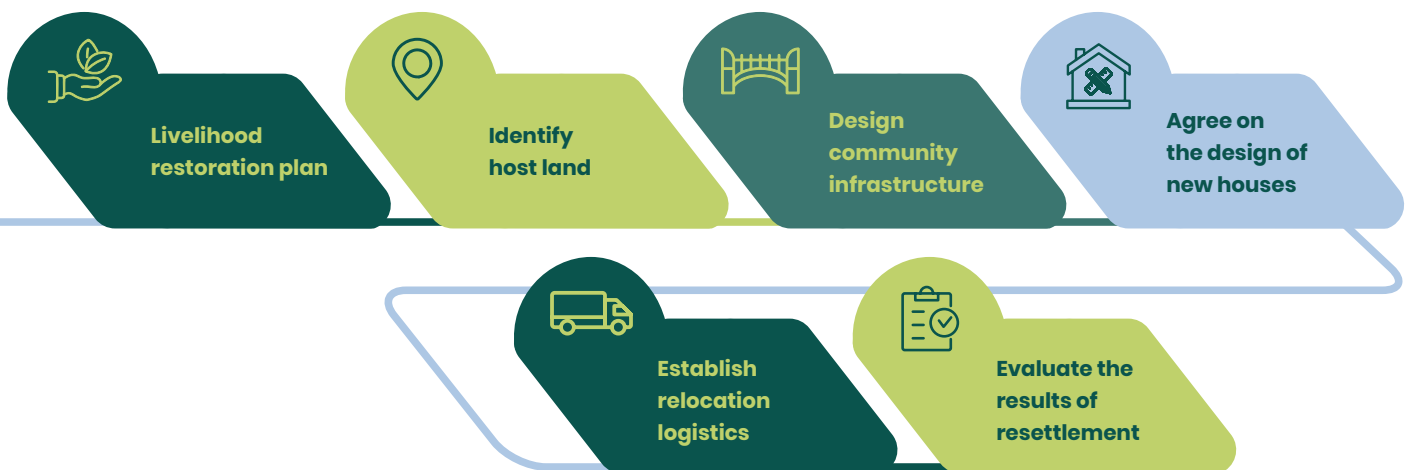 Livelihood
restoration plan
Identify
host land
Design
community
infrastructure
Agree on
the design of
new houses
Establish
relocation
logistics
Evaluate the
results of
resettlement